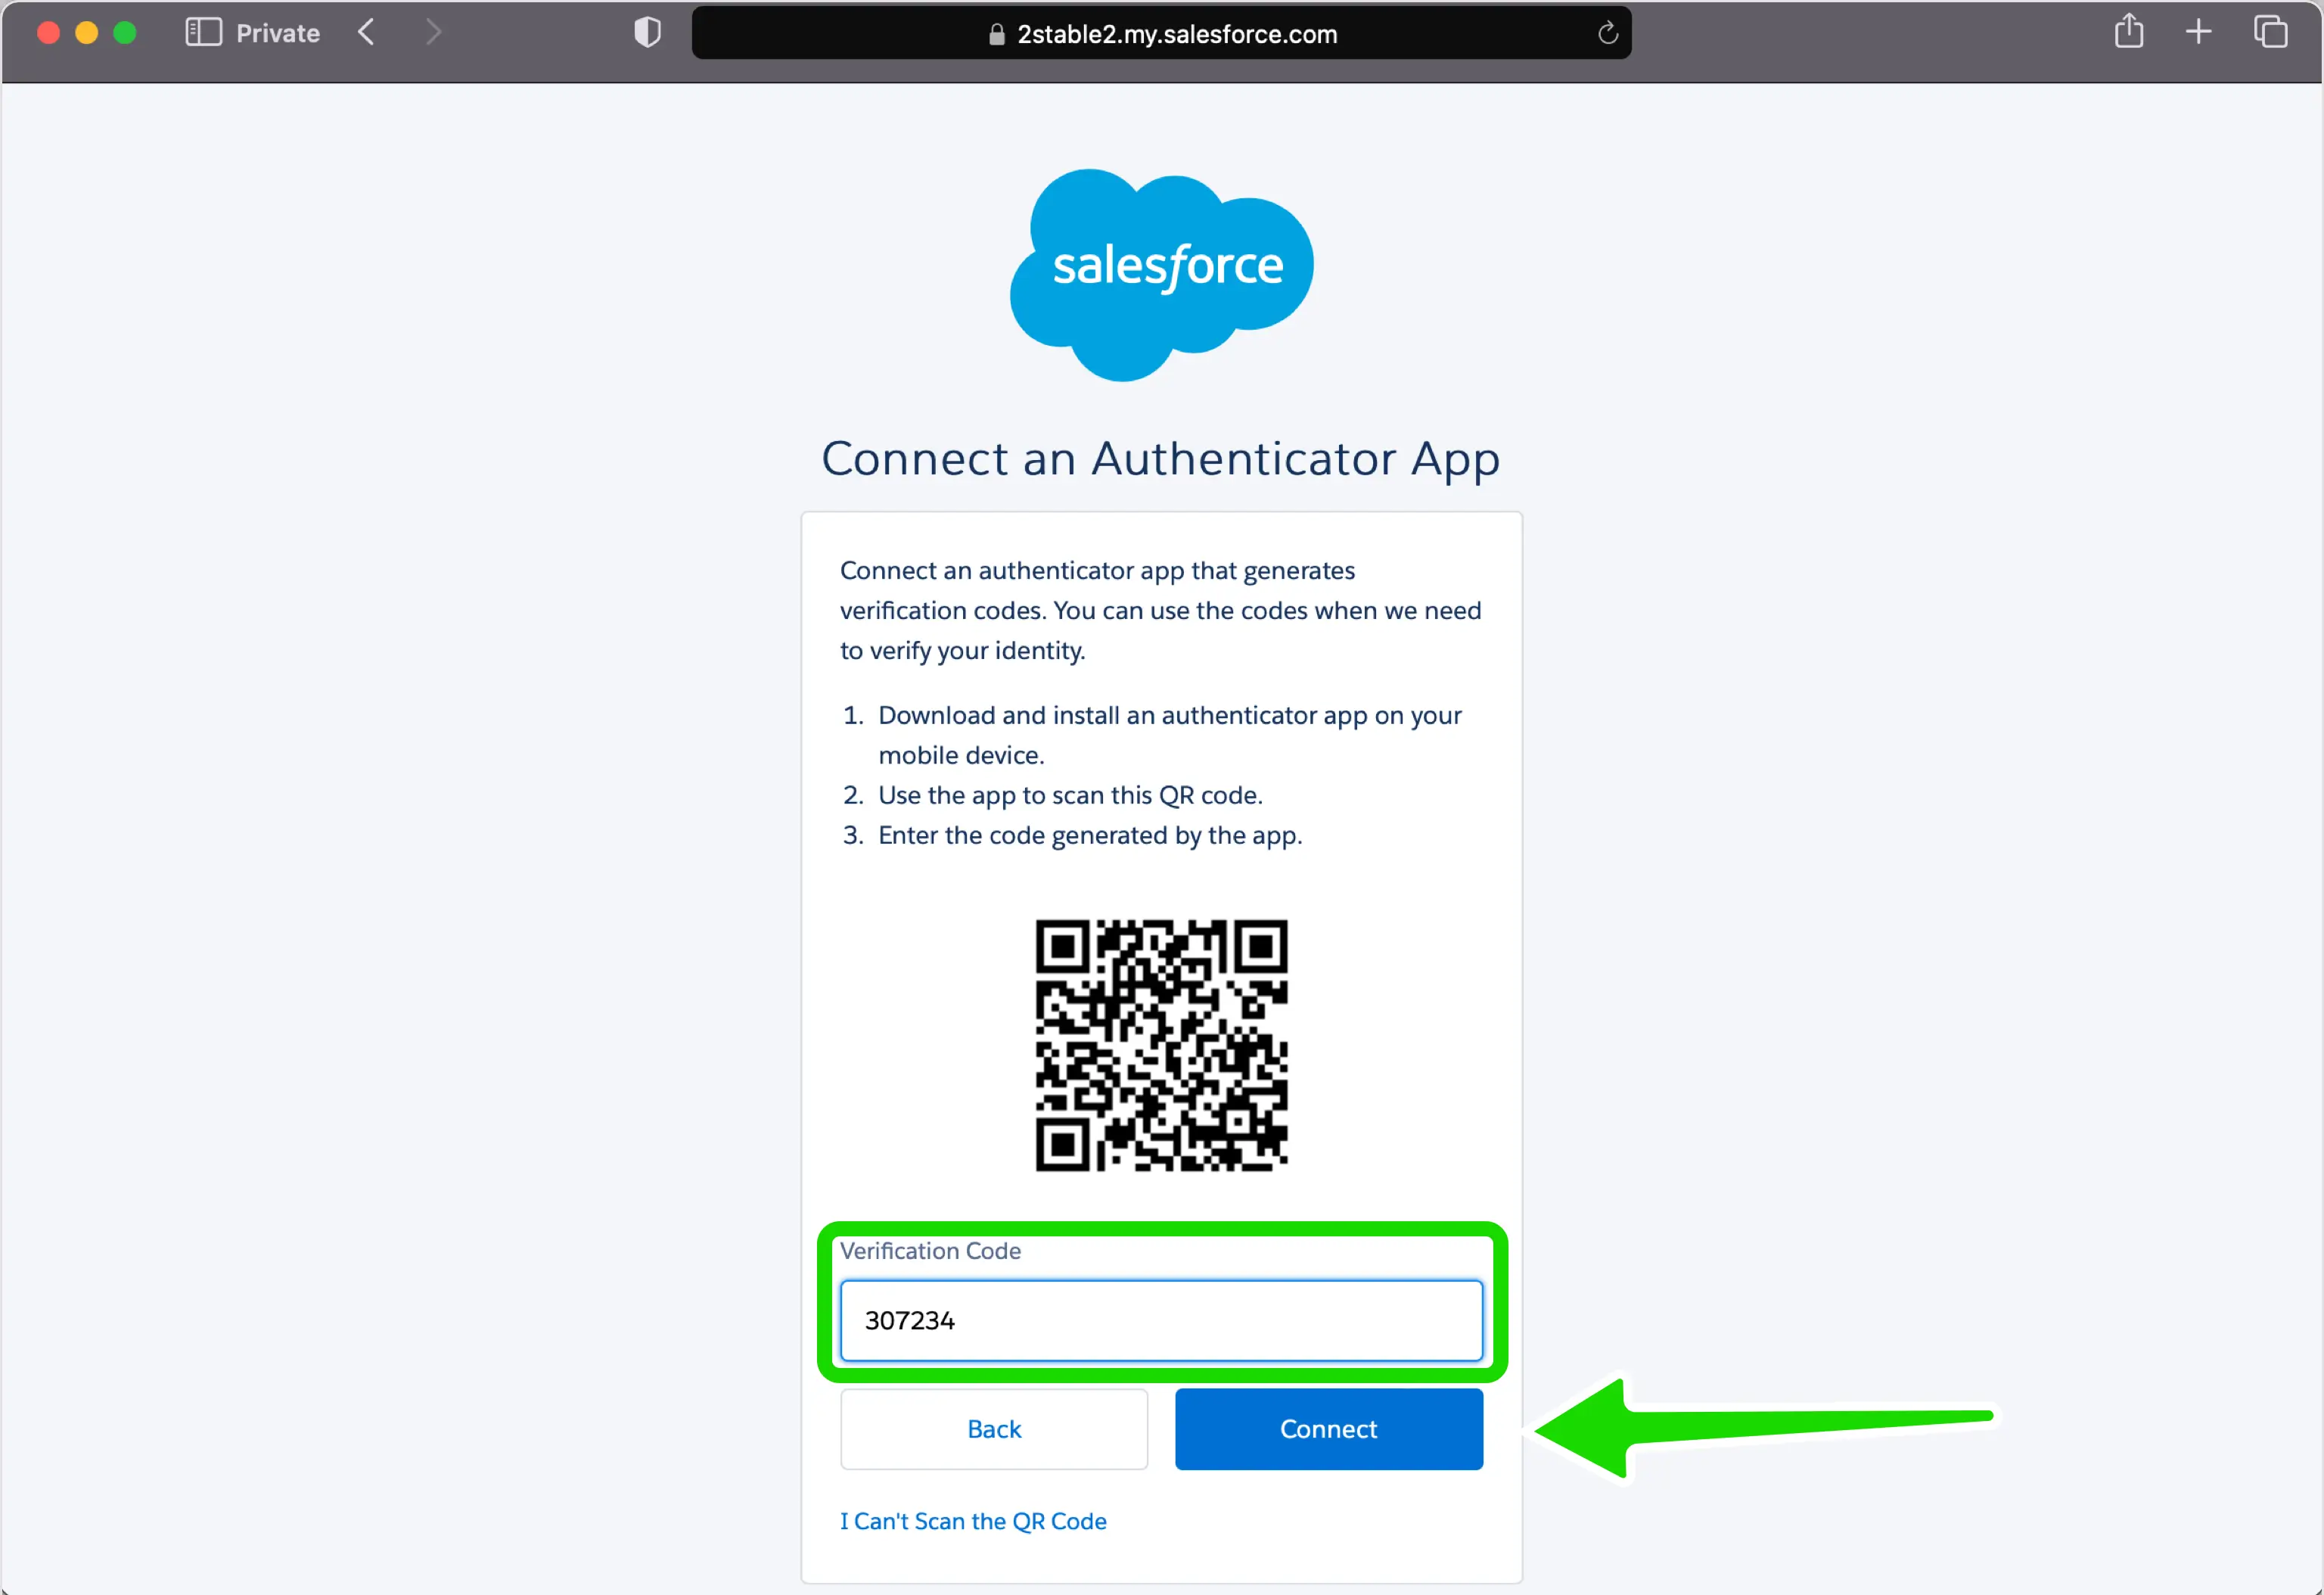 Private
2stable2.my.salesforce.com
salesforce
Connect an Authenticator App
Connect an authenticator app that generates
verification codes. You can use the codes when we need
to verify your identity.
1. Download and install an authenticator app on your
mobile device.
2. Use the app to scan this QR code.
3. Enter the code generated by the app.
Verification Code
307234
Back
Connect
I Can't Scan the QR Code